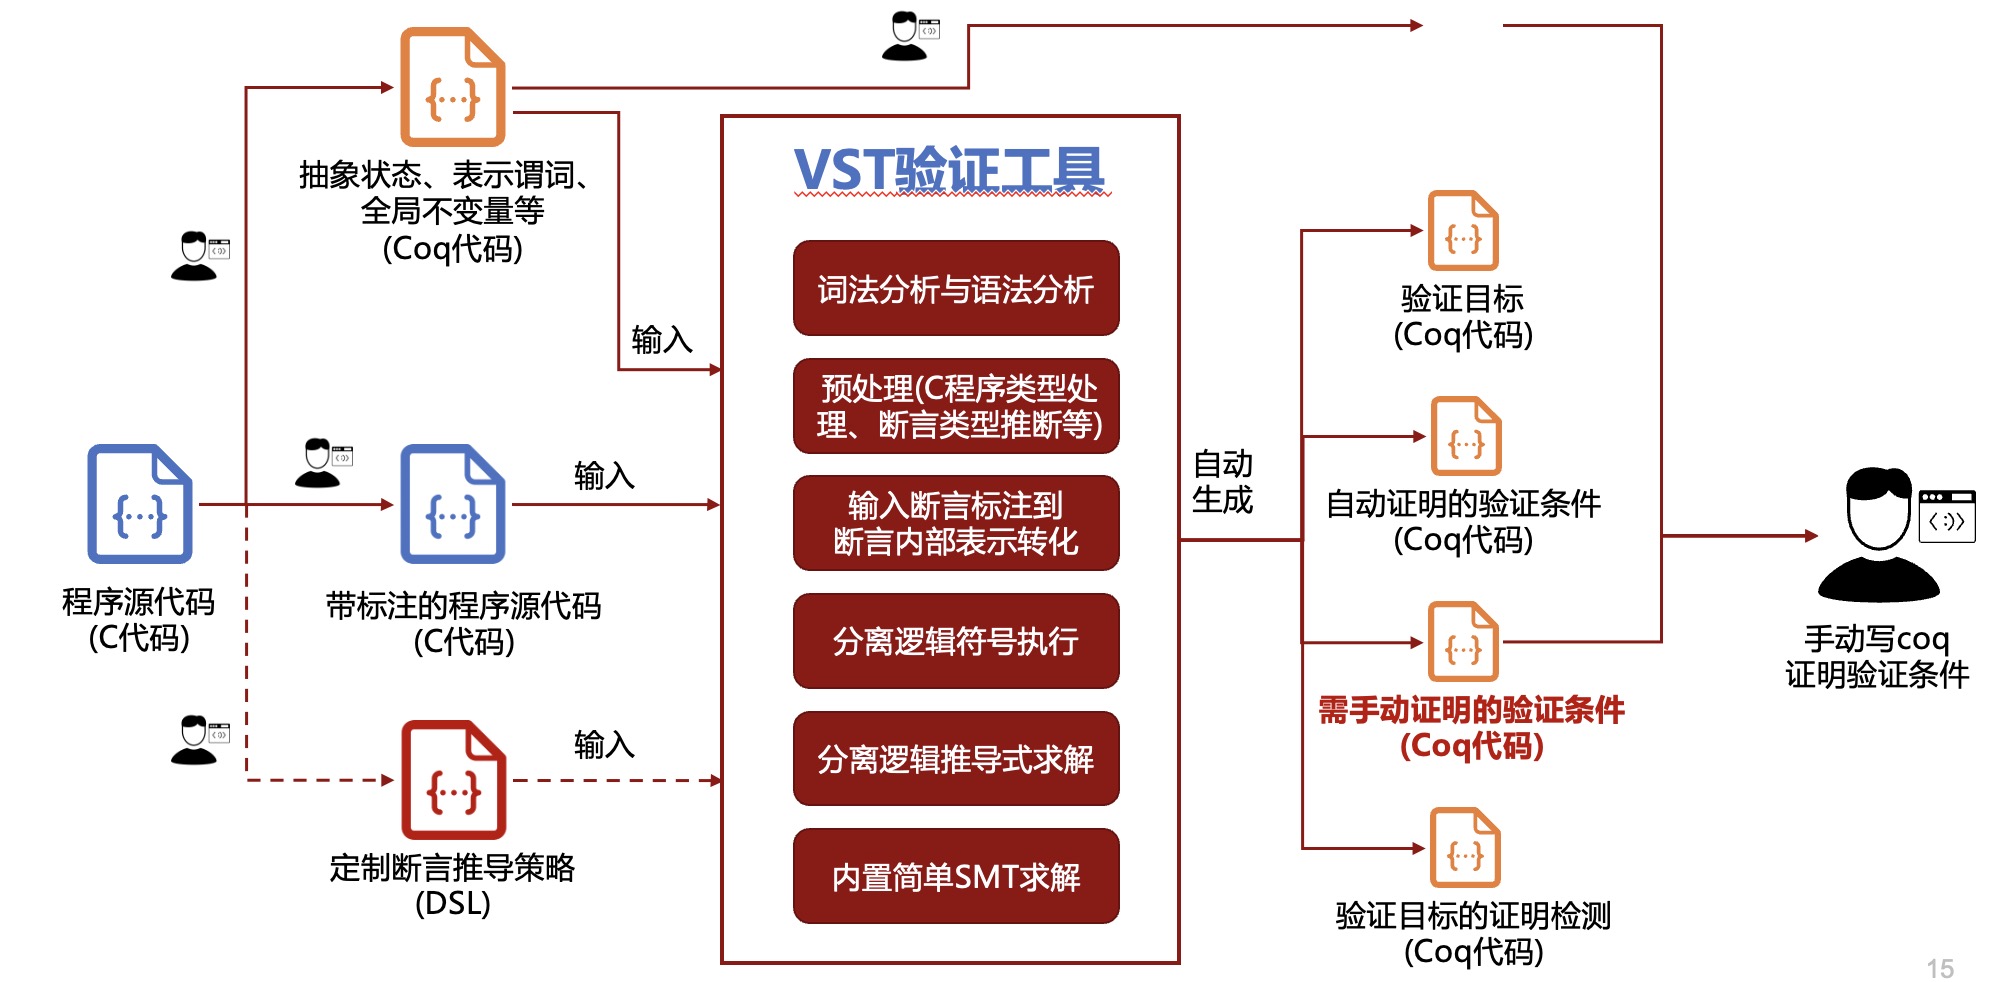 抽象状态、表示谓词、
全局不变量等
(Coq代码)
程序源代码
(C代码)
带标注的程序源代码
(C代码)
定制断言推导策略
(DSL)
输入
输入
输入
VST验证工具
词法分析与语法分析
预处理(C程序类型处
理、断言类型推断等)
输入断言标注到
断言内部表示转化
分离逻辑符号执行
分离逻辑推导式求解
内置简单SMT求解
自动
生成
验证目标
(Coq代码)
自动证明的验证条件
(Coq代码)
需手动证明的验证条件
(Coq代码)
验证目标的证明检测
(Coq代码)
手动写coq
证明验证条件
15